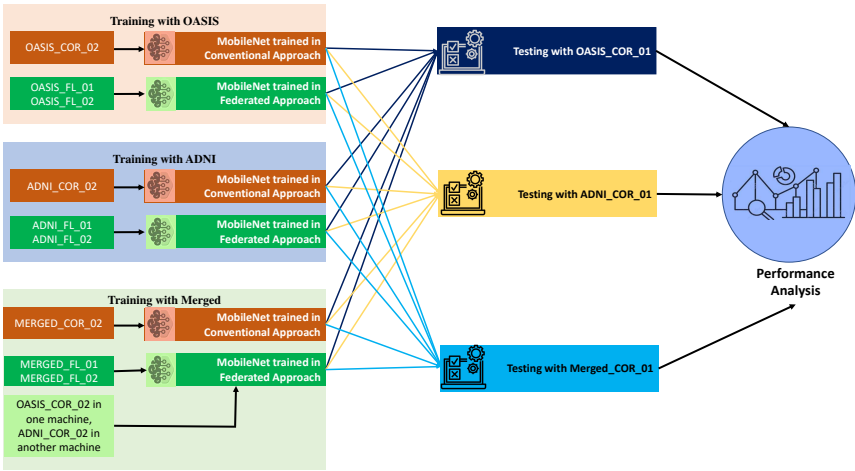 Training with OASIS
OASIS_COR_02
MobileNet trained in
Conventional Approach
OASIS_FL_01
OASIS_FL_02
MobileNet trained in
Federated Approach
Training with ADNI
ADNI_COR_02
MobileNet trained in
Conventional Approach
ADNI_FL_01
ADNI_FL_02
MobileNet trained in
Federated Approach
Training with Merged
MERGED_COR_02
MobileNet trained in
Conventional Approach
MERGED_FL_01
MERGED_FL_02
MobileNet trained in
Federated Approach
OASIS_COR_02 in
one machine,
ADNI_COR_02 in
another machine
Testing with OASIS_COR_01
Testing with ADNI_COR_01
Testing with Merged_COR_01
Performance
Analysis